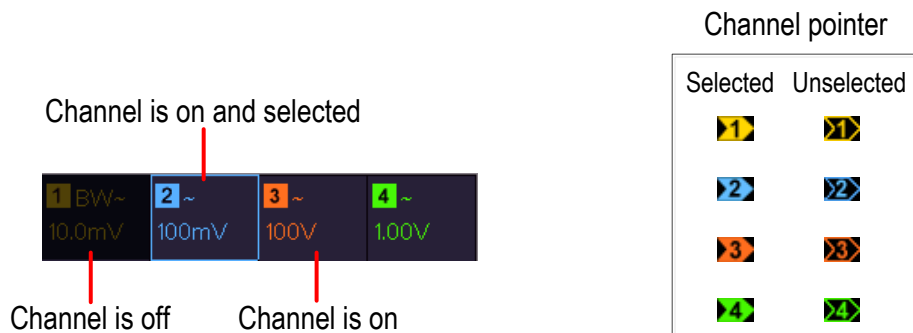 Channel pointer
Selected Unselected
Channel is on and selected
1 1
1 BW~ 2 ~ 3 ~ 4 ~
2 2
10.0mV 100mV 100V 1.00V
3 3
Channel is off Channel is on
4 4